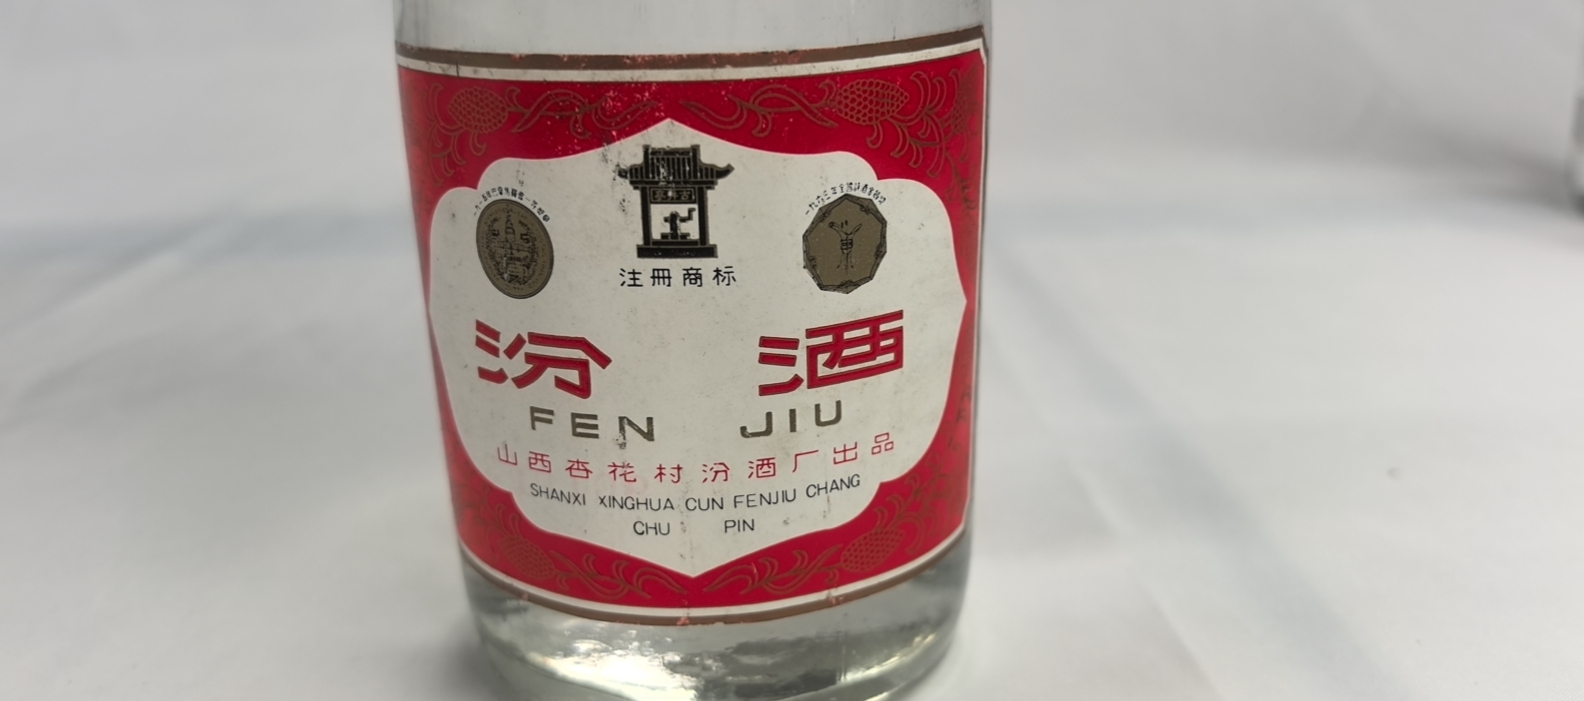 注冊商标
汾酒
FEN JIU
山西杏花村汾酒厂出品
SHANXI XINGHUA CUN FENJIU CHANG
CHU PIN